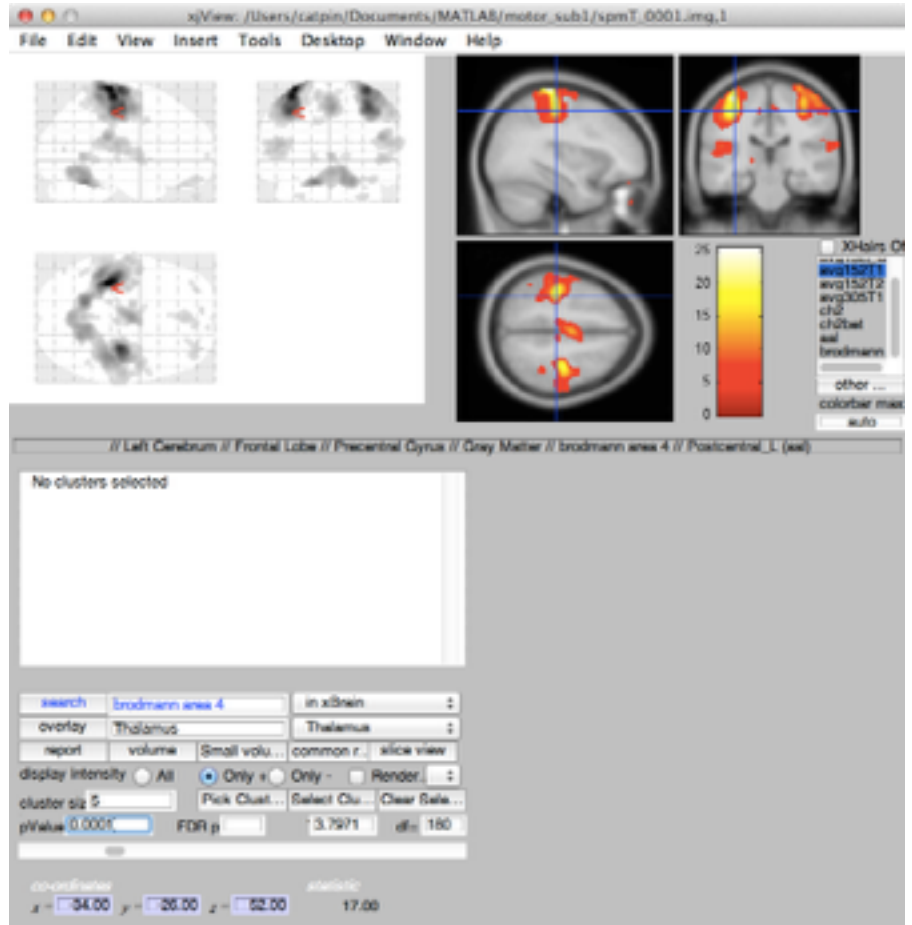 xjView: /Users/catpin/Documents/MATLAB/motor_sub1/spmT_0001.img,1
File Edit View Insert Tools Desktop Window Help
25
20
15
10
5
0
XHairs Of
avg152T1
avg152T2
avg305T1
ch2
ch2bet
aal
brodmann
other ...
colorbar max
auto
// Left Cerebrum // Frontal Lobe // Precentral Gyrus // Gray Matter // brodmann area 4 // Postcentral_L (aal)
No clusters selected
search brodmann area 4 in xBrain
overlay Thalamus Thalamus
report volume Small volu... common r.. slice view
display intensity All Only + Only - Render..
cluster siz 5 Pick Clust... Select Clu... Clear Sele...
pValue 0.0001 FDR p 3.7971 df= 180
co-ordinates statistic
x = -34.00 y = -26.00 z = 52.00 17.00